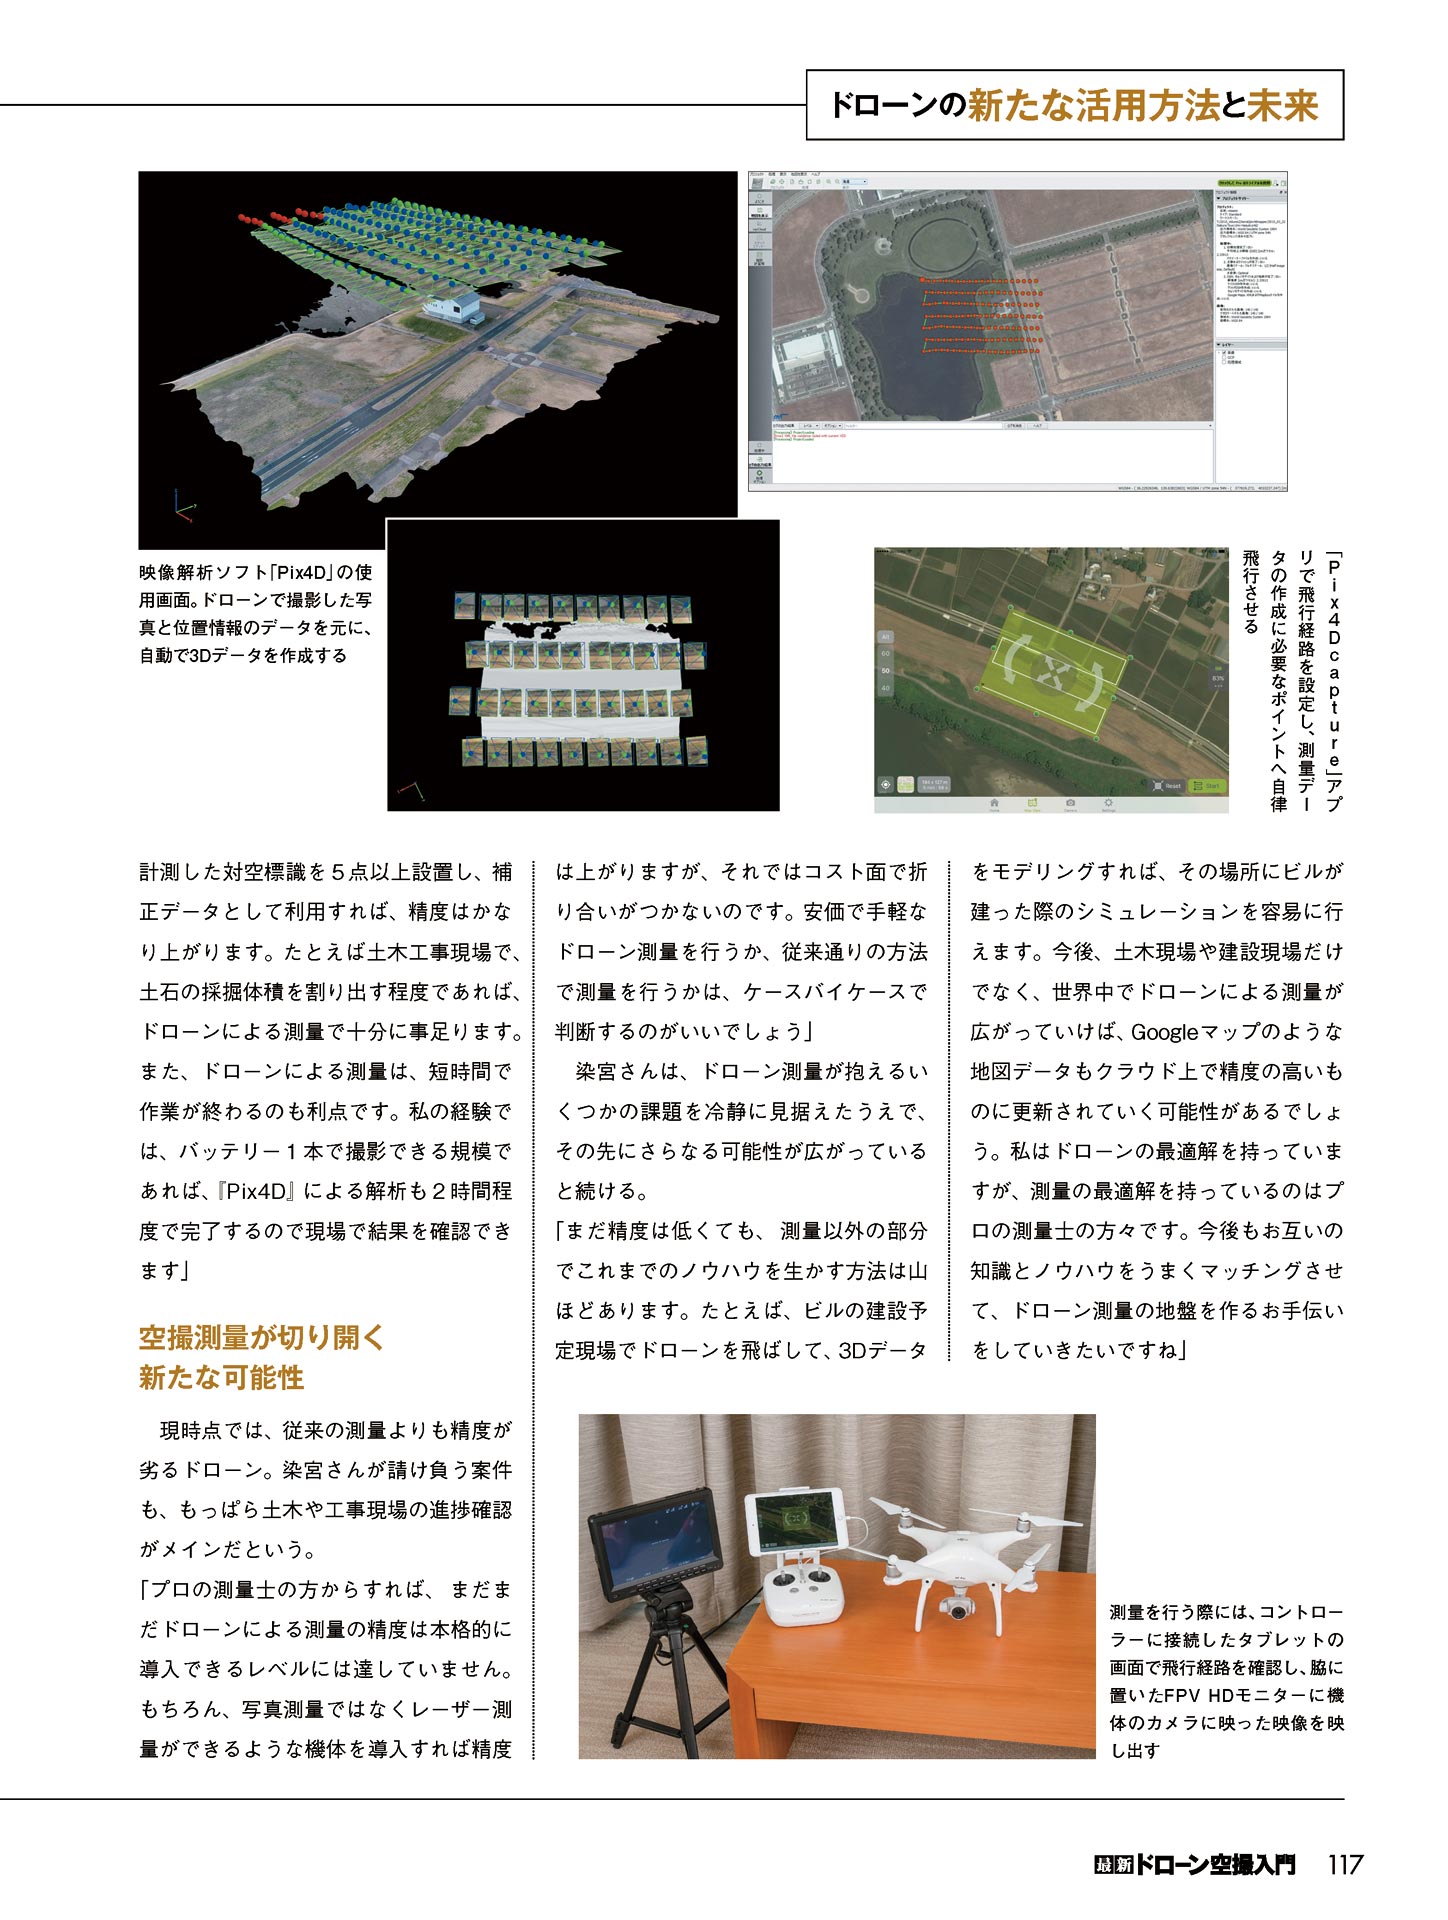 ドローンの新たな活用方法と未来
映像解析ソフト「Pix4D」の使
用画面。ドローンで撮影した写
真と位置情報のデータを元に、
自動で3Dデータを作成する
「Pix4Dcapture」アプ
リで飛行経路を設定し、測量デー
タの作成に必要なポイントへ自律
飛行させる
All
60
50
40
83%
Reset
Start
計測した対空標識を５点以上設置し、補
正データとして利用すれば、精度はかな
り上がります。たとえば土木工事現場で、
土石の採掘体積を割り出す程度であれば、
ドローンによる測量で十分に事足ります。
また、ドローンによる測量は、短時間で
作業が終わるのも利点です。私の経験で
は、バッテリー１本で撮影できる規模で
あれば、『Pix4D』による解析も２時間程
度で完了するので現場で結果を確認でき
ます」
空撮測量が切り開く
新たな可能性
　現時点では、従来の測量よりも精度が
劣るドローン。染宮さんが請け負う案件
も、もっぱら土木や工事現場の進捗確認
がメインだという。
「プロの測量士の方からすれば、まだま
だドローンによる測量の精度は本格的に
導入できるレベルには達していません。
もちろん、写真測量ではなくレーザー測
量ができるような機体を導入すれば精度
は上がりますが、それではコスト面で折
り合いがつかないのです。安価で手軽な
ドローン測量を行うか、従来通りの方法
で測量を行うかは、ケースバイケースで
判断するのがいいでしょう」
　染宮さんは、ドローン測量が抱えるい
くつかの課題を冷静に見据えたうえで、
その先にさらなる可能性が広がっている
と続ける。
「まだ精度は低くても、測量以外の部分
でこれまでのノウハウを生かす方法は山
ほどあります。たとえば、ビルの建設予
定現場でドローンを飛ばして、3Dデータ
をモデリングすれば、その場所にビルが
建った際のシミュレーションを容易に行
えます。今後、土木現場や建設現場だけ
でなく、世界中でドローンによる測量が
広がっていけば、Googleマップのような
地図データもクラウド上で精度の高いも
のに更新されていく可能性があるでしょ
う。私はドローンの最適解を持っていま
すが、測量の最適解を持っているのはプ
ロの測量士の方々です。今後もお互いの
知識とノウハウをうまくマッチングさせ
て、ドローン測量の地盤を作るお手伝い
をしていきたいですね」
測量を行う際には、コントロー
ラーに接続したタブレットの
画面で飛行経路を確認し、脇に
置いたFPV HDモニターに機
体のカメラに映った映像を映
し出す
最新ドローン空撮入門 117